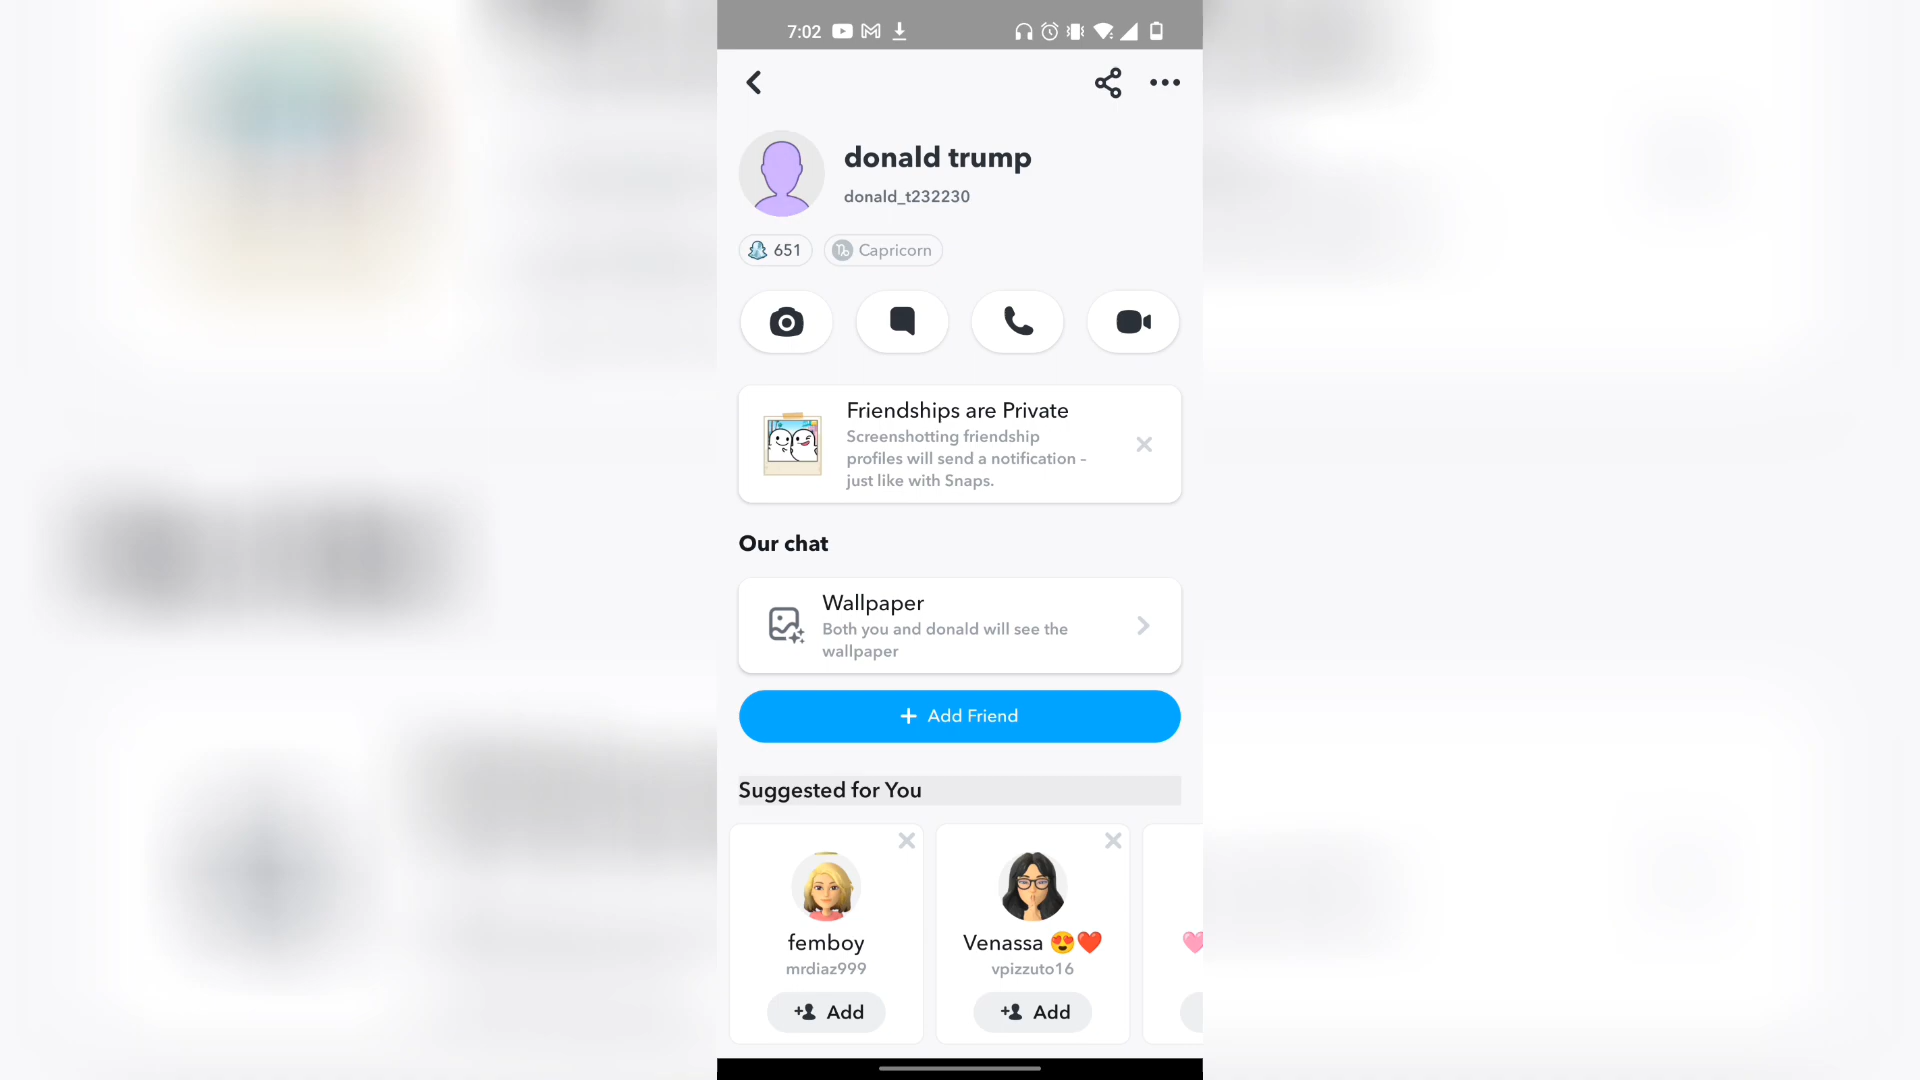 7:02
donald trump
donald_t232230
651
Capricorn
Friendships are Private
Screenshotting friendship
profiles will send a notification –
just like with Snaps.
Our chat
Wallpaper
Both you and donald will see the
wallpaper
+ Add Friend
Suggested for You
femboy
mrdiaz999
Add
Venassa 😍❤️
vpizzuto16
Add